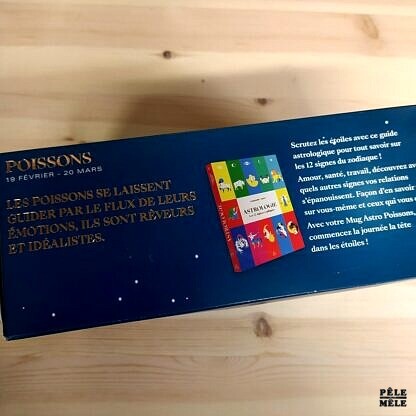 POISSONS
19 FÉVRIER - 20 MARS
LES POISSONS SE LAISSENT
GUIDER PAR LE FLUX DE LEURS
ÉMOTIONS, ILS SONT RÊVEURS
ET IDÉALISTES.
ASTROLOGIE
Scrutez les étoiles avec ce guide
astrologique pour tout savoir sur
les 12 signes du zodiaque !
Amour, santé, travail, découvrez av
quels autres signes vos relations
s'épanouissent. Façon d'en savoi
sur vous-même et ceux qui vous e
Avec votre Mug Astro Poissons
commencez la journée la tête
dans les étoiles !
PÊLE
MÊLE